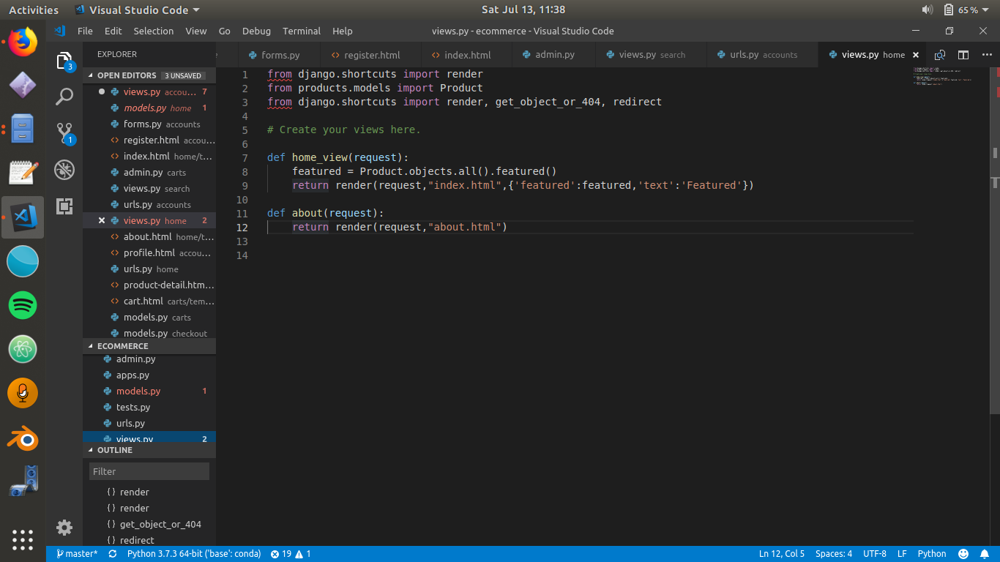 Activities Visual Studio Code Sat Jul 13, 11:38 65 %
File Edit Selection View Go Debug Terminal Help views.py - ecommerce - Visual Studio Code
EXPLORER
forms.py register.html index.html admin.py views.py search urls.py accounts views.py home
OPEN EDITORS 3 UNSAVED
views.py accou... 7
models.py home 1
forms.py accounts
register.html accou...
index.html home/t...
admin.py carts
views.py search
urls.py accounts
views.py home 2
about.html home/t...
profile.html accou...
urls.py home
product-detail.htm...
cart.html carts/tem...
models.py carts
models.py checkout
ECOMMERCE
admin.py
apps.py
models.py 1
tests.py
urls.py
views.py 2
OUTLINE
Filter
{} render
{} render
{} get_object_or_404
{} redirect
3
1
1 from django.shortcuts import render
2 from products.models import Product
3 from django.shortcuts import render, get_object_or_404, redirect
4
5 # Create your views here.
6
7 def home_view(request):
8 featured = Product.objects.all().featured()
9 return render(request,"index.html",{'featured':featured,'text':'Featured'})
10
11 def about(request):
12 return render(request,"about.html")
13
14
master* Python 3.7.3 64-bit ('base': conda) 19 1 Ln 12, Col 5 Spaces: 4 UTF-8 LF Python